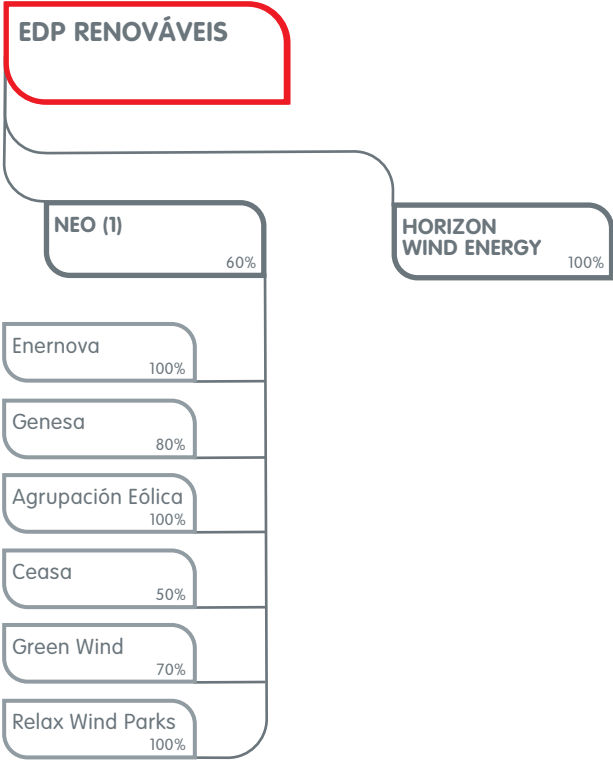 EDP RENOVÁVEIS
NEO (1)
60%
HORIZON
WIND ENERGY
100%
Enernova
100%
Genesa
80%
Agrupación Eólica
100%
Ceasa
50%
Green Wind
70%
Relax Wind Parks
100%